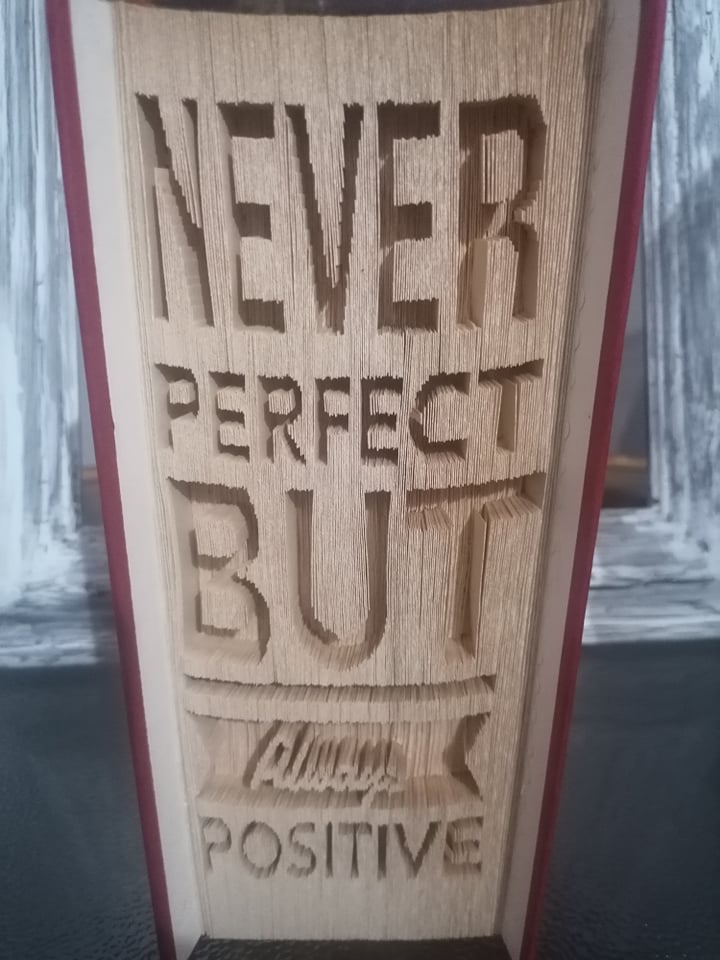 NEVER
PERFECT
BUT
Always
POSITIVE